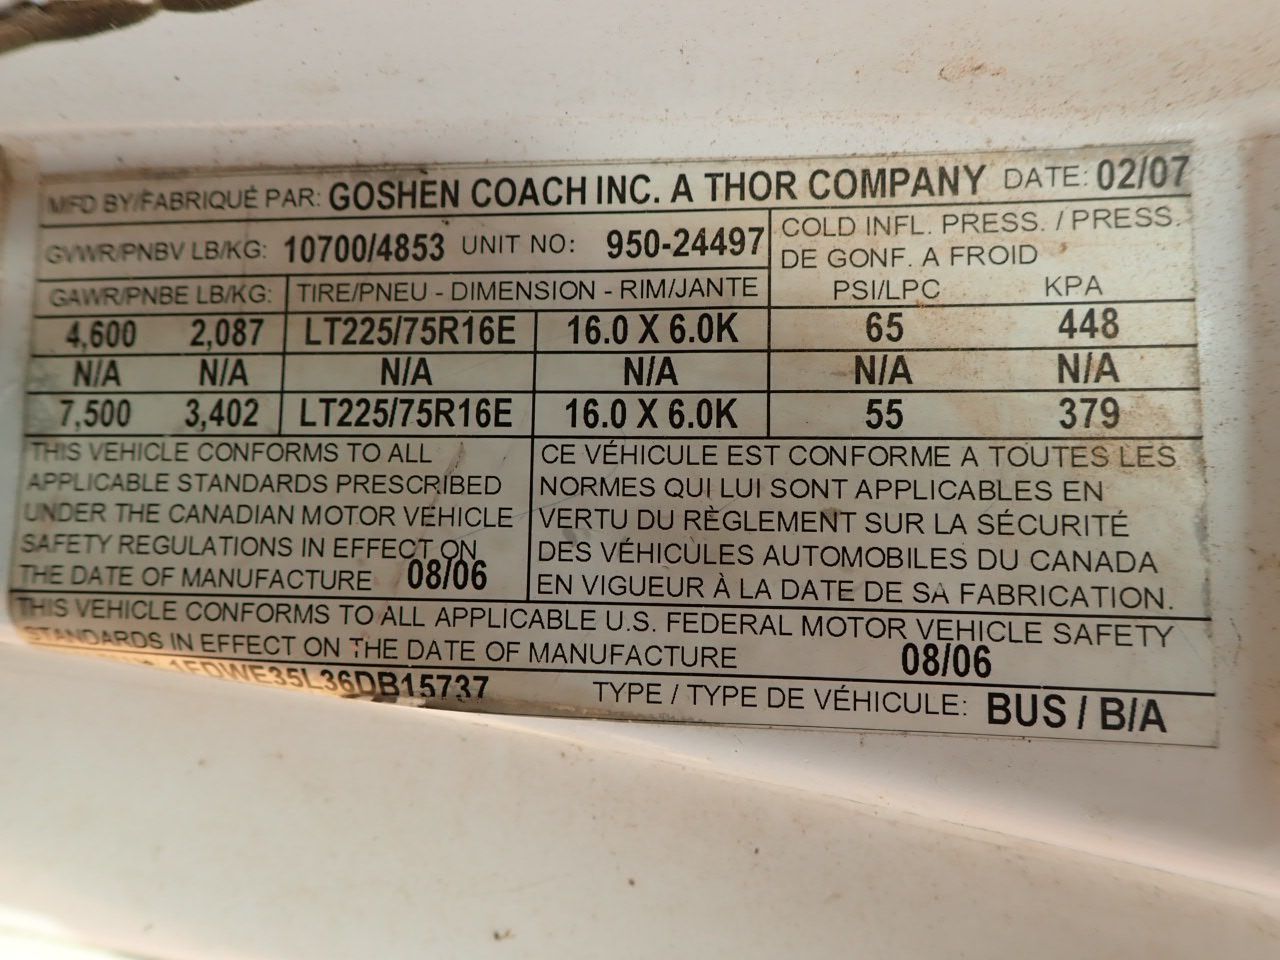 MFD BY/FABRIQUÉ PAR: GOSHEN COACH INC. A THOR COMPANY DATE: 02/07
GVWR/PNBV LB/KG: 10700/4853 UNIT NO: 950-24497
COLD INFL. PRESS. / PRESS.
DE GONF. A FROID
GAWR/PNBE LB/KG: TIRE/PNEU - DIMENSION - RIM/JANTE PSI/LPC KPA
4,600 2,087 LT225/75R16E 16.0 X 6.0K 65 448
N/A N/A N/A N/A N/A N/A
7,500 3,402 LT225/75R16E 16.0 X 6.0K 55 379
THIS VEHICLE CONFORMS TO ALL
APPLICABLE STANDARDS PRESCRIBED
UNDER THE CANADIAN MOTOR VEHICLE
SAFETY REGULATIONS IN EFFECT ON
THE DATE OF MANUFACTURE 08/06
CE VÉHICULE EST CONFORME A TOUTES LES
NORMES QUI LUI SONT APPLICABLES EN
VERTU DU RÈGLEMENT SUR LA SÉCURITÉ
DES VÉHICULES AUTOMOBILES DU CANADA
EN VIGUEUR À LA DATE DE SA FABRICATION.
THIS VEHICLE CONFORMS TO ALL APPLICABLE U.S. FEDERAL MOTOR VEHICLE SAFETY
STANDARDS IN EFFECT ON THE DATE OF MANUFACTURE 08/06
1FDWE35L36DB15737 TYPE / TYPE DE VÉHICULE: BUS / B/A